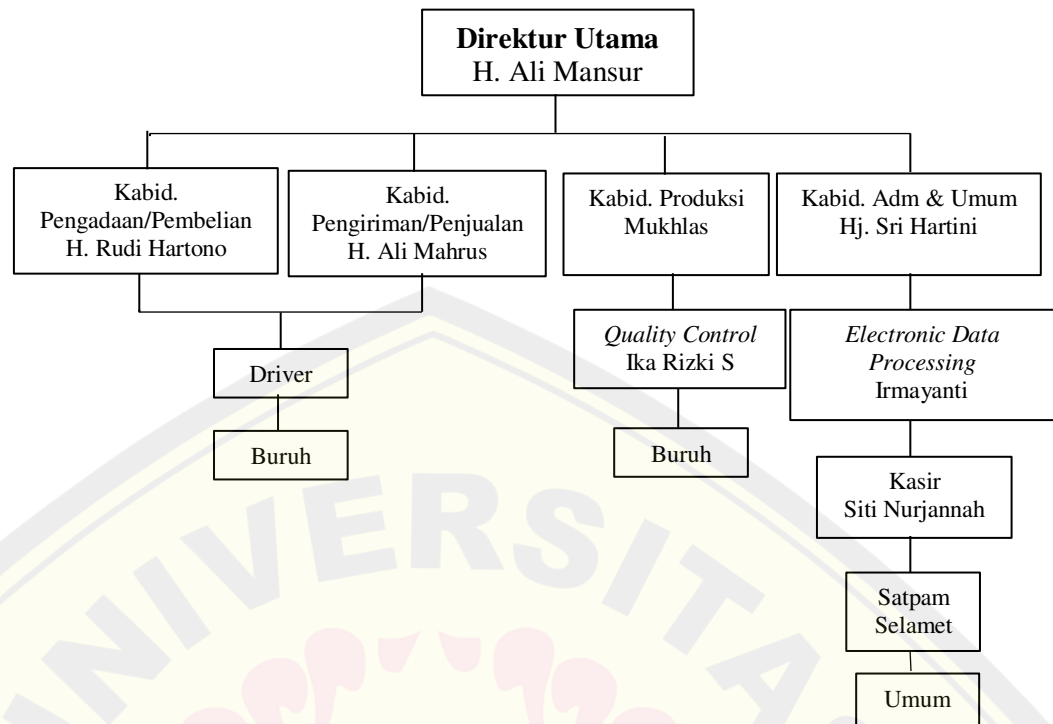 Direktur Utama
H. Ali Mansur
Kabid.
Pengadaan/Pembelian
H. Rudi Hartono
Kabid.
Pengiriman/Penjualan
H. Ali Mahrus
Kabid. Produksi
Mukhlas
Kabid. Adm & Umum
Hj. Sri Hartini
Driver
Buruh
Quality Control
Ika Rizki S
Buruh
Electronic Data
Processing
Irmayanti
Kasir
Siti Nurjannah
Satpam
Selamet
Umum
UNIVERSITAS